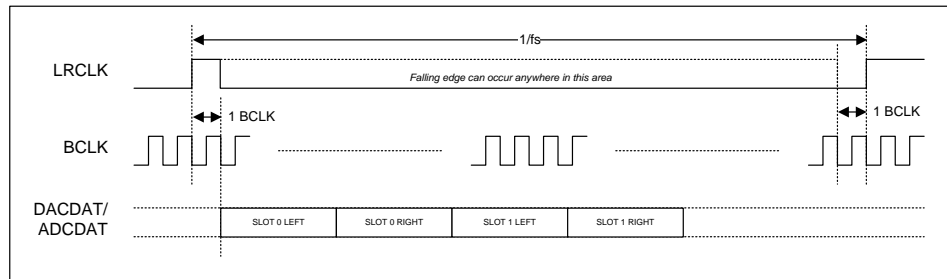 1/fs
LRCLK
Falling edge can occur anywhere in this area
1 BCLK
1 BCLK
BCLK
DACDAT/
ADCDAT
SLOT 0 LEFT
SLOT 0 RIGHT
SLOT 1 LEFT
SLOT 1 RIGHT